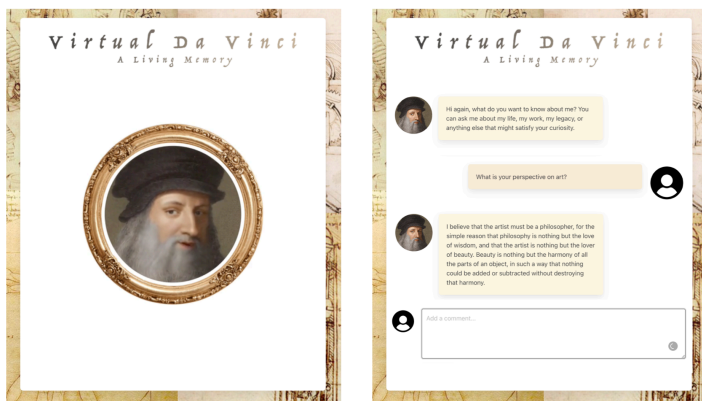 Virtual Da Vinci
A Living Memory
Virtual Da Vinci
A Living Memory
Hi again, what do you want to know about me? You
can ask me about my life, my work, my legacy, or
anything else that might satisfy your curiosity.
What is your perspective on art?
I believe that the artist must be a philosopher, for the
simple reason that philosophy is nothing but the love
of wisdom, and that the artist is nothing but the lover
of beauty. Beauty is nothing but the harmony of all
the parts of an object, in such a way that nothing
could be added or subtracted without destroying
that harmony.
Add a comment...